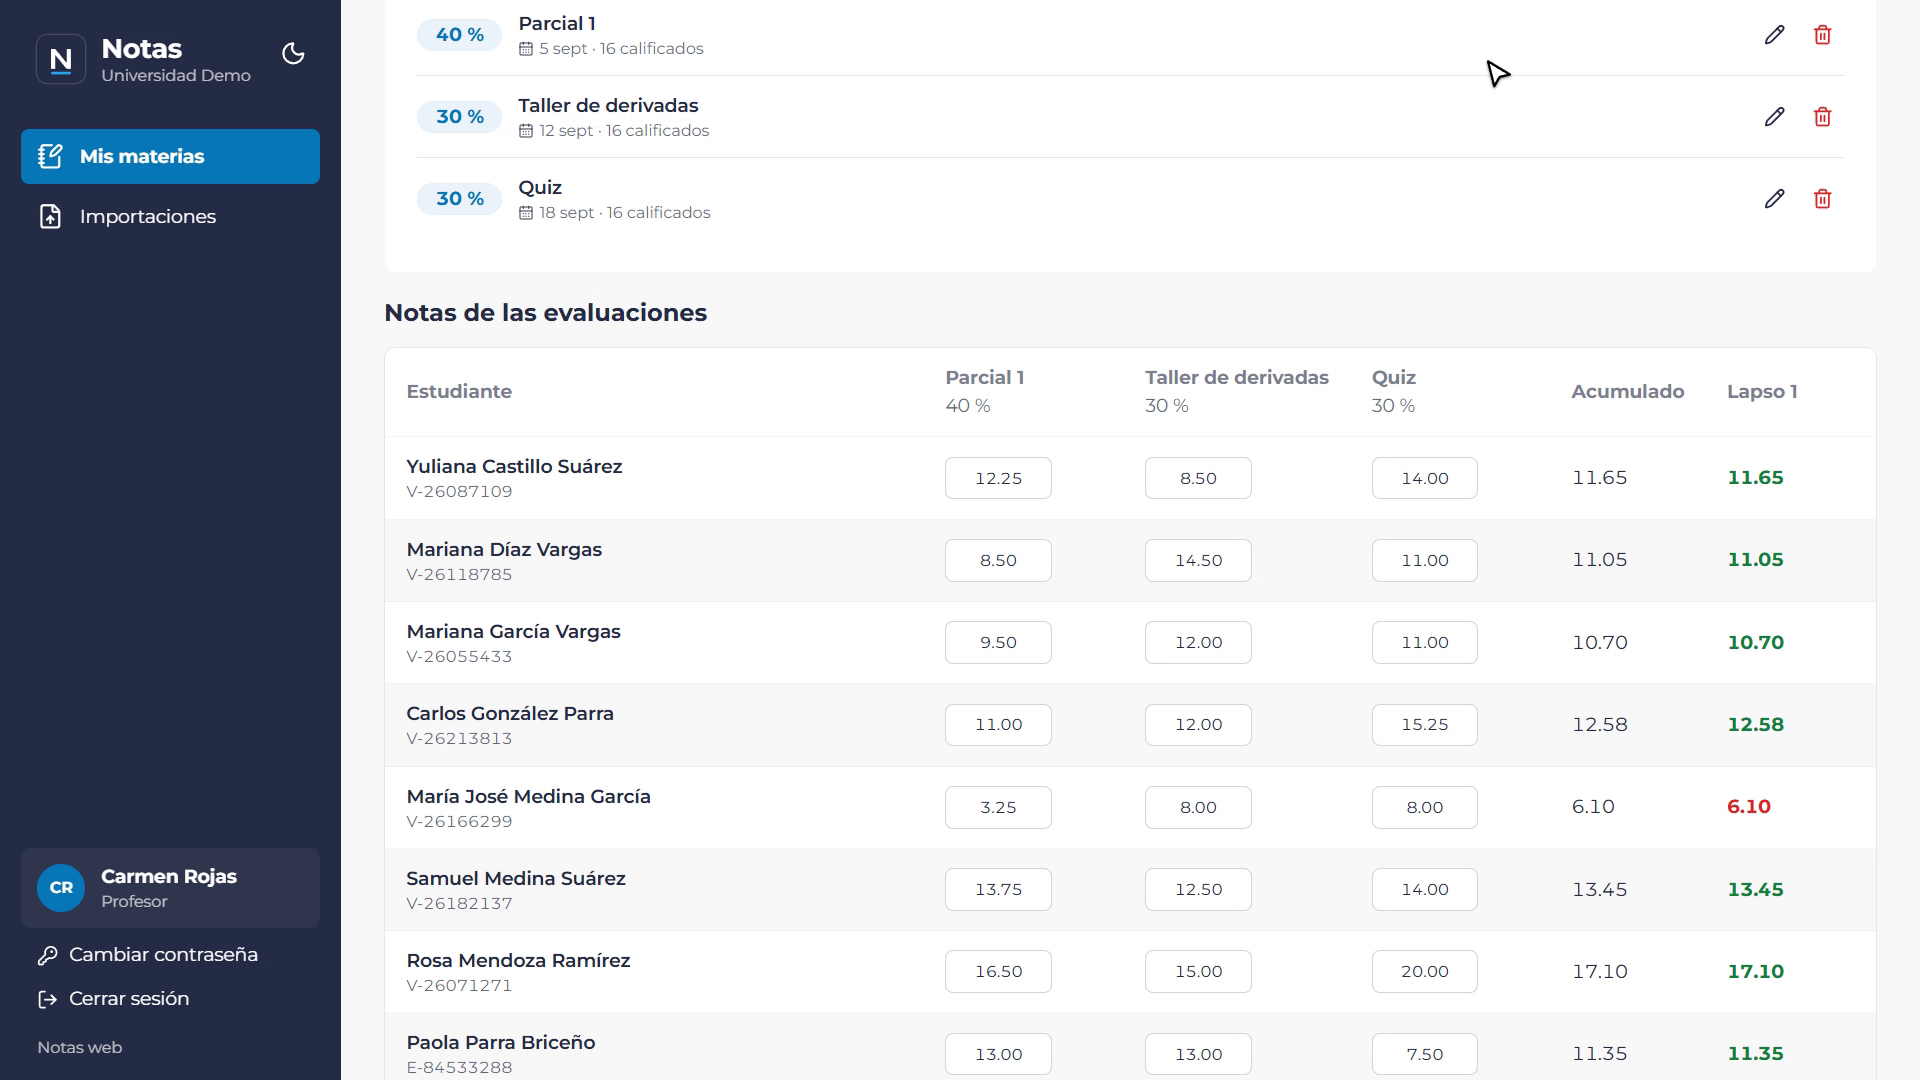 Notas
Universidad Demo
Mis materias
Importaciones
Carmen Rojas
CR
Profesor
Cambiar contraseña
Cerrar sesión
Notas web
40 %
Parcial 1
5 sept · 16 calificados
30 %
Taller de derivadas
12 sept · 16 calificados
30 %
Quiz
18 sept · 16 calificados
Notas de las evaluaciones
Estudiante
Parcial 1
40 %
Taller de derivadas
30 %
Quiz
30 %
Acumulado
Lapso 1
Yuliana Castillo Suárez
V-26087109
12.25 8.50 14.00 11.65 11.65
Mariana Díaz Vargas
V-26118785
8.50 14.50 11.00 11.05 11.05
Mariana García Vargas
V-26055433
9.50 12.00 11.00 10.70 10.70
Carlos González Parra
V-26213813
11.00 12.00 15.25 12.58 12.58
María José Medina García
V-26166299
3.25 8.00 8.00 6.10 6.10
Samuel Medina Suárez
V-26182137
13.75 12.50 14.00 13.45 13.45
Rosa Mendoza Ramírez
V-26071271
16.50 15.00 20.00 17.10 17.10
Paola Parra Briceño
E-84533288
13.00 13.00 7.50 11.35 11.35